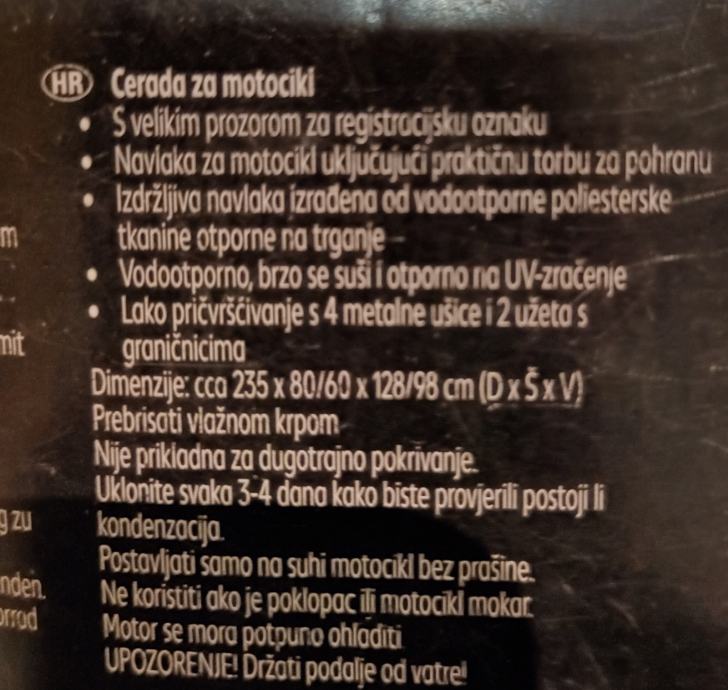 HR Cerada za motocikl
• S velikim prozorom za registracijsku oznaku
• Navlaka za motocikl uključujući praktičnu torbu za pohranu
• Izdržljiva navlaka izrađena od vodootporne poliesterske
m
tkanine otporne na trganje
• Vodootporno, brzo se suši i otporno na UV-zračenje
• Lako pričvršćivanje s 4 metalne ušice i 2 užeta s
mit
graničnicima
Dimenzije: cca 235 x 80/60 x 128/98 cm (D x Š x V)
Prebrisati vlažnom krpom
Nije prikladna za dugotrajno pokrivanje.
Uklonite svaka 3-4 dana kako biste provjerili postoji li
g zu
kondenzacija.
Postavljati samo na suhi motocikl bez prašine.
nden.
Ne koristiti ako je poklopac ili motocikl mokar.
orrad
Motor se mora potpuno ohladiti
UPOZORENJE! Držati podalje od vatre!